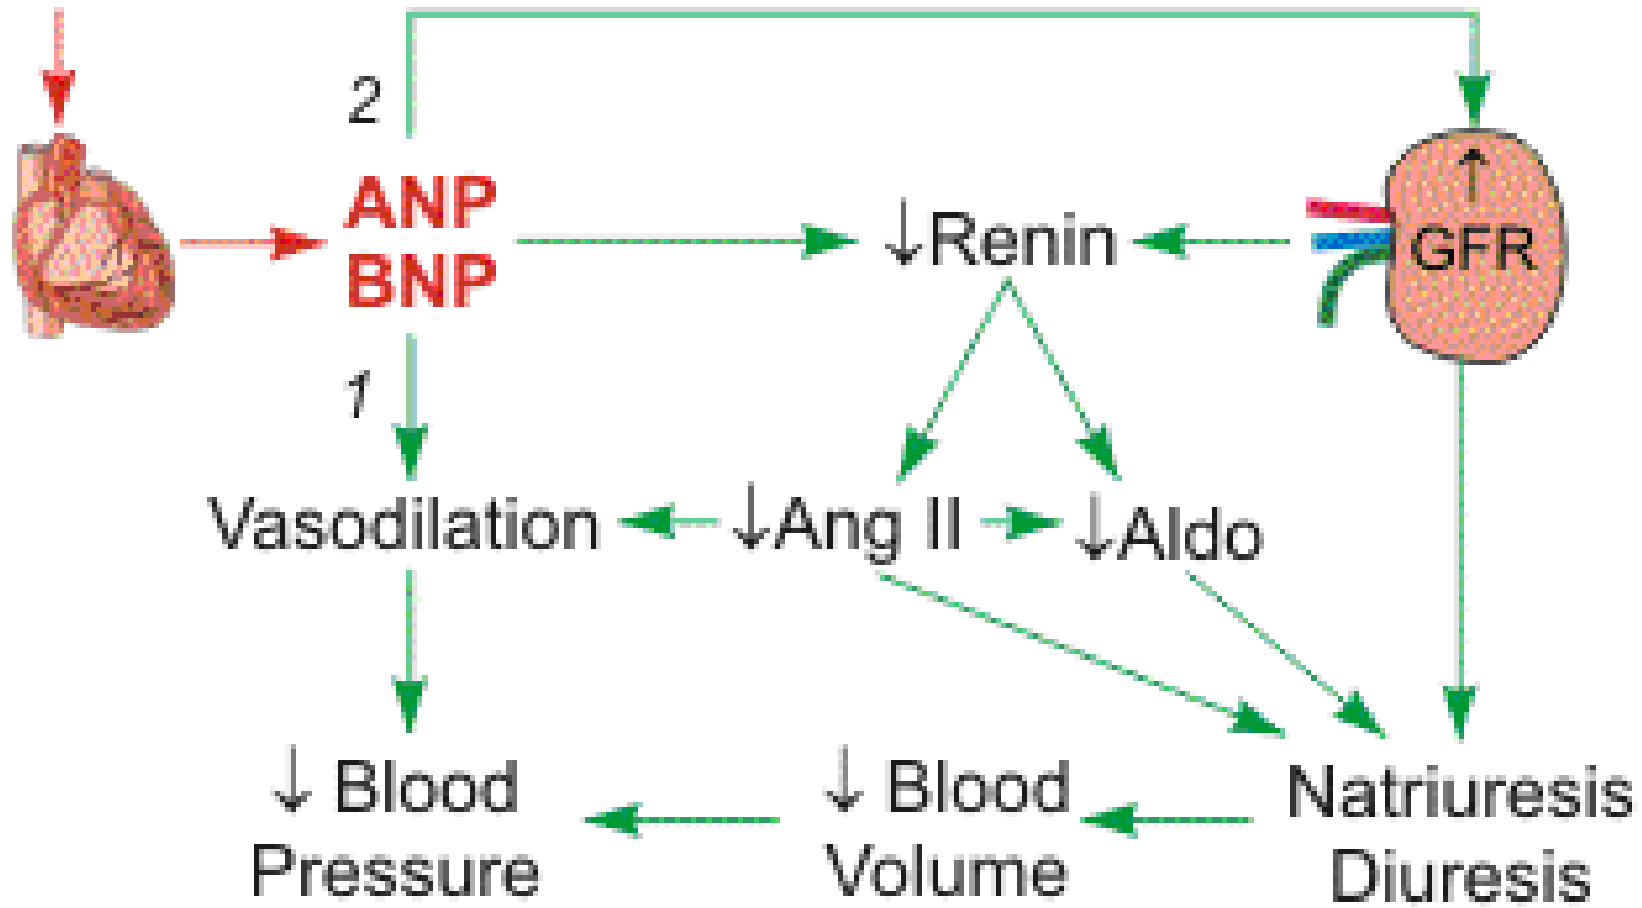 2
ANP
BNP
↓Renin
↑
GFR
1
Vasodilation
↓Ang II
↓Aldo
↓ Blood
Pressure
↓ Blood
Volume
Natriuresis
Diuresis